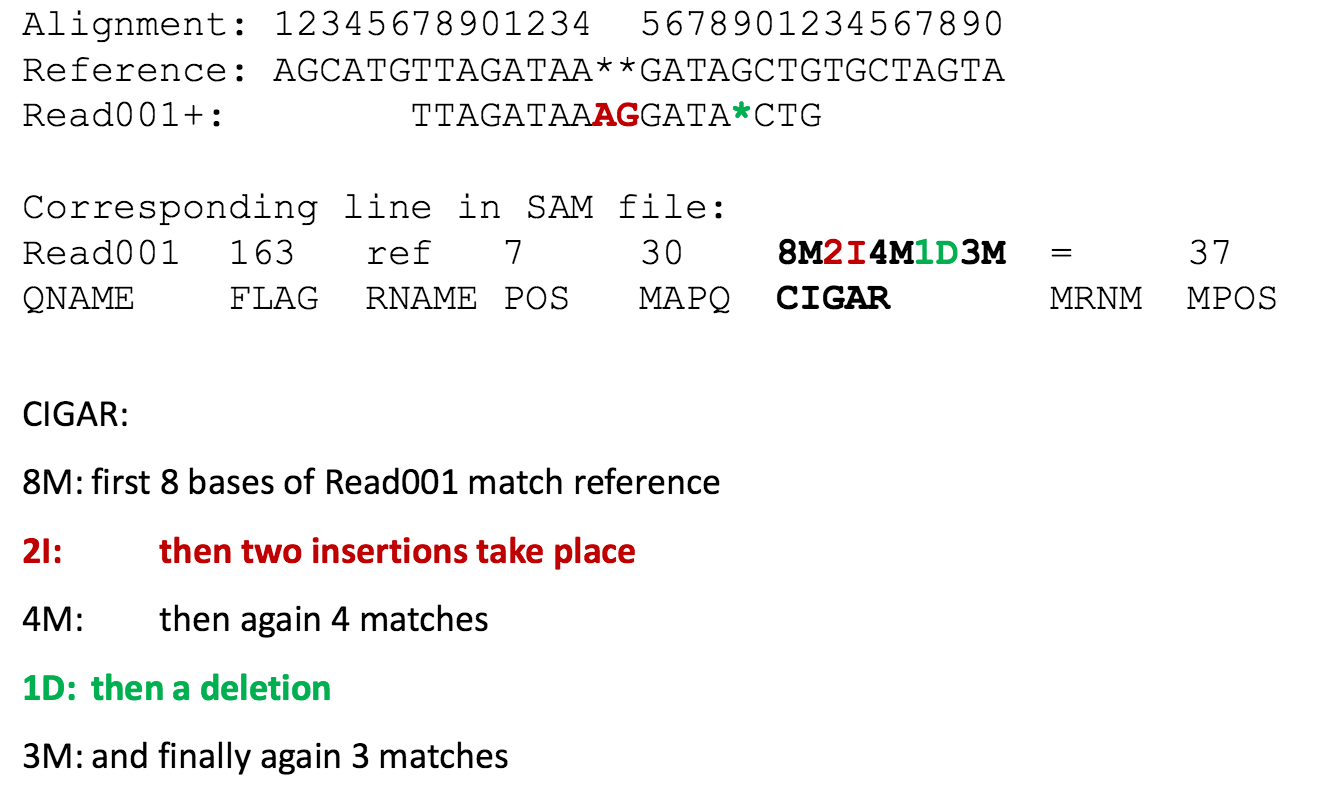 Alignment: 12345678901234  5678901234567890
Reference: AGCATGTTAGATAA**GATAGCTGTGCTAGTA
Read001+:        TTAGATAAAGGATA*CTG
Corresponding line in SAM file:
Read001 163 ref 7 30 8M2I4M1D3M = 37
QNAME FLAG RNAME POS MAPQ CIGAR MRNM MPOS
CIGAR:
8M: first 8 bases of Read001 match reference
2I: then two insertions take place
4M: then again 4 matches
1D: then a deletion
3M: and finally again 3 matches